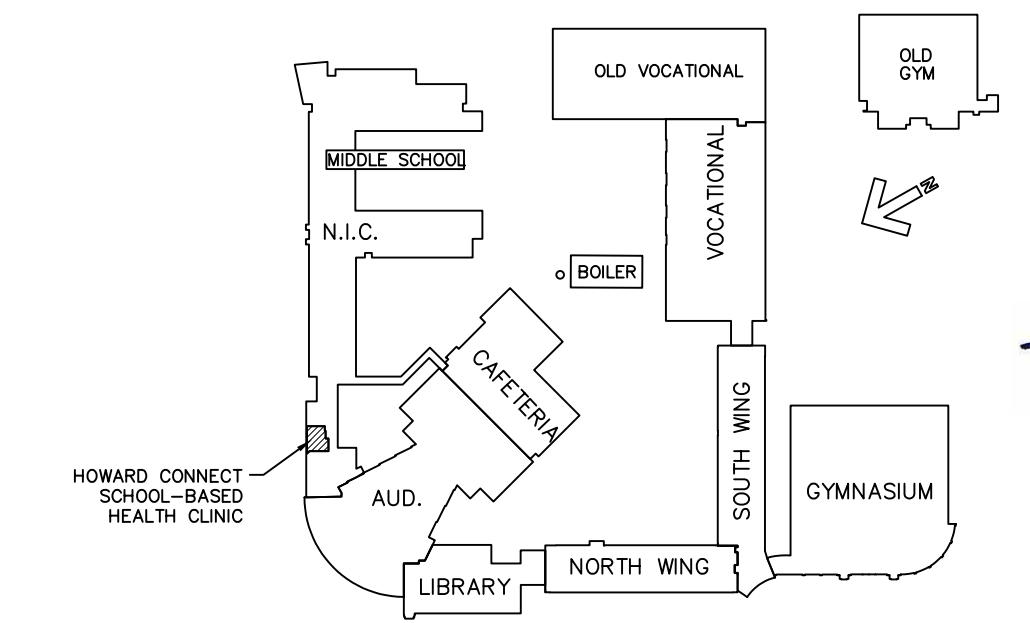 OLD VOCATIONAL
OLD
GYM
MIDDLE SCHOOL
VOCATIONAL
N
N.I.C.
BOILER
CAFETERIA
SOUTH WING
HOWARD CONNECT
SCHOOL-BASED
HEALTH CLINIC
AUD.
GYMNASIUM
NORTH WING
LIBRARY